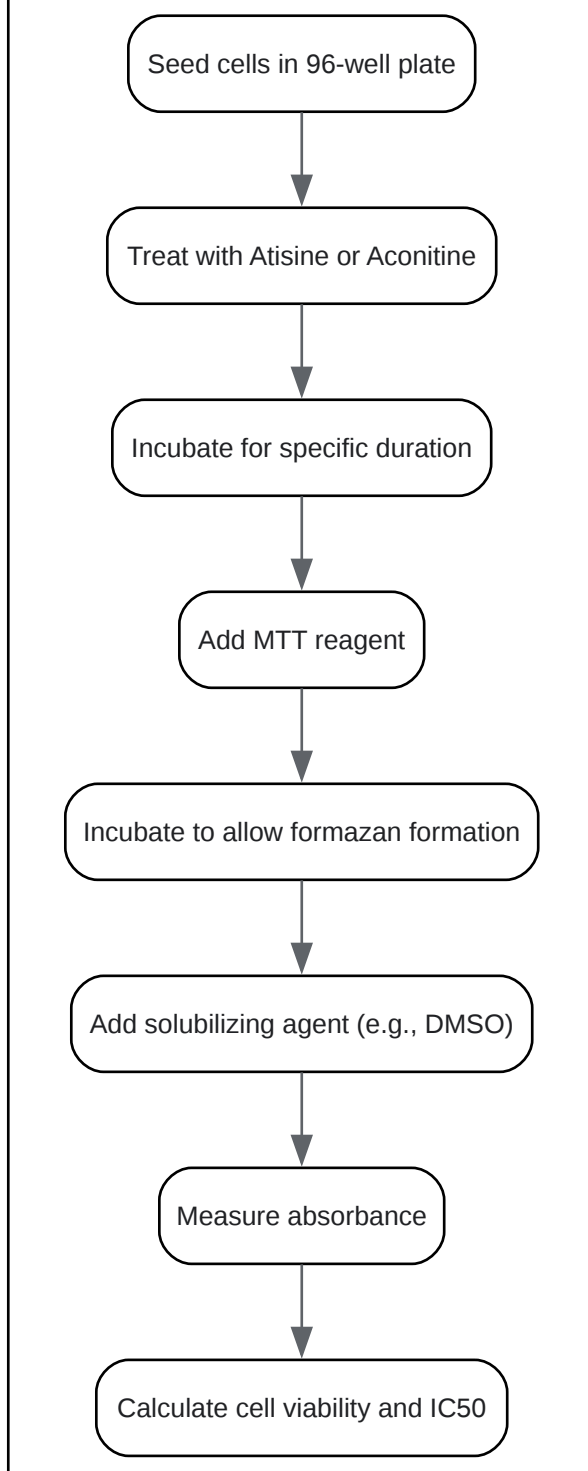 Seed cells in 96-well plate
Treat with Atisine or Aconitine
Incubate for specific duration
Add MTT reagent
Incubate to allow formazan formation
Add solubilizing agent (e.g., DMSO)
Measure absorbance
Calculate cell viability and IC50